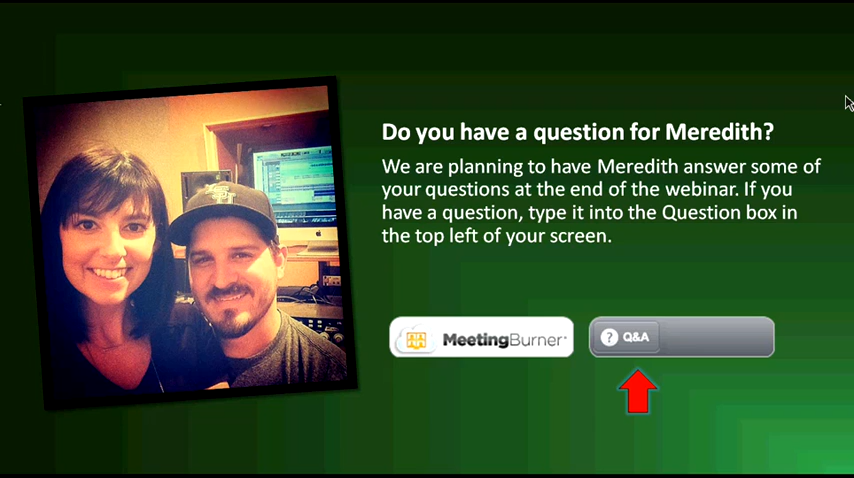 Do you have a question for Meredith?
We are planning to have Meredith answer some of
your questions at the end of the webinar. If you
have a question, type it into the Question box in
the top left of your screen.
MeetingBurner
? Q&A